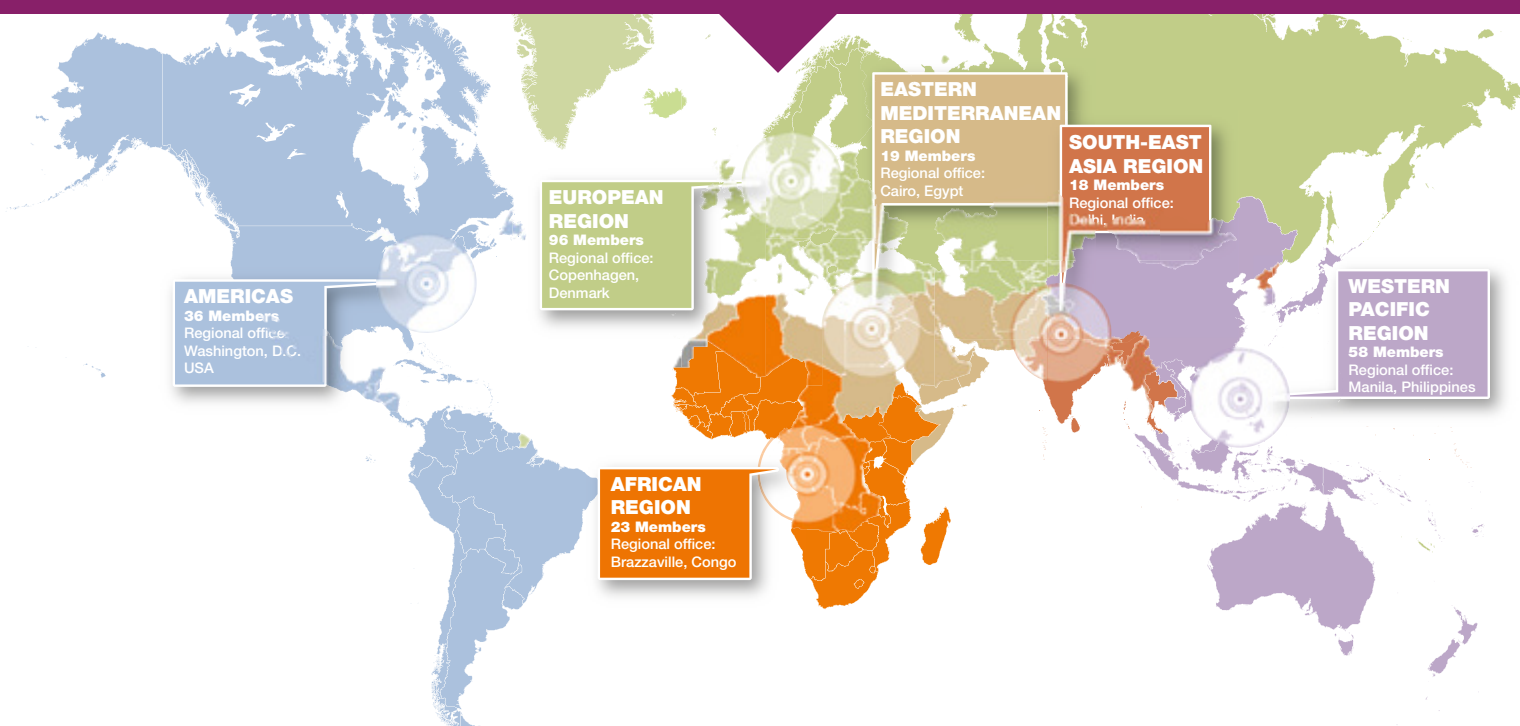 EASTERN
MEDITERRANEAN
REGION
19 Members
Regional office:
Cairo, Egypt
SOUTH-EAST
ASIA REGION
18 Members
Regional office:
Delhi, India
EUROPEAN
REGION
96 Members
Regional office:
Copenhagen,
Denmark
AMERICAS
36 Members
Regional office:
Washington, D.C.
USA
WESTERN
PACIFIC
REGION
58 Members
Regional office:
Manila, Philippines
AFRICAN
REGION
23 Members
Regional office:
Brazzaville, Congo